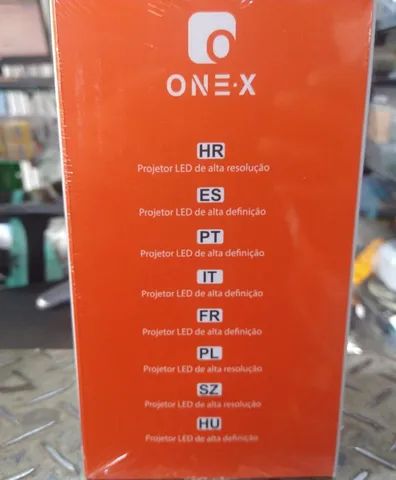 ONE·X
HR
Projetor LED de alta resolução
ES
Projetor LED de alta definição
PT
Projetor LED de alta definição
IT
Projetor LED de alta definição
FR
Projetor LED de alta definição
PL
Projetor LED de alta resolução
SZ
Projetor LED de alta resolução
HU
Projetor LED de alta definição